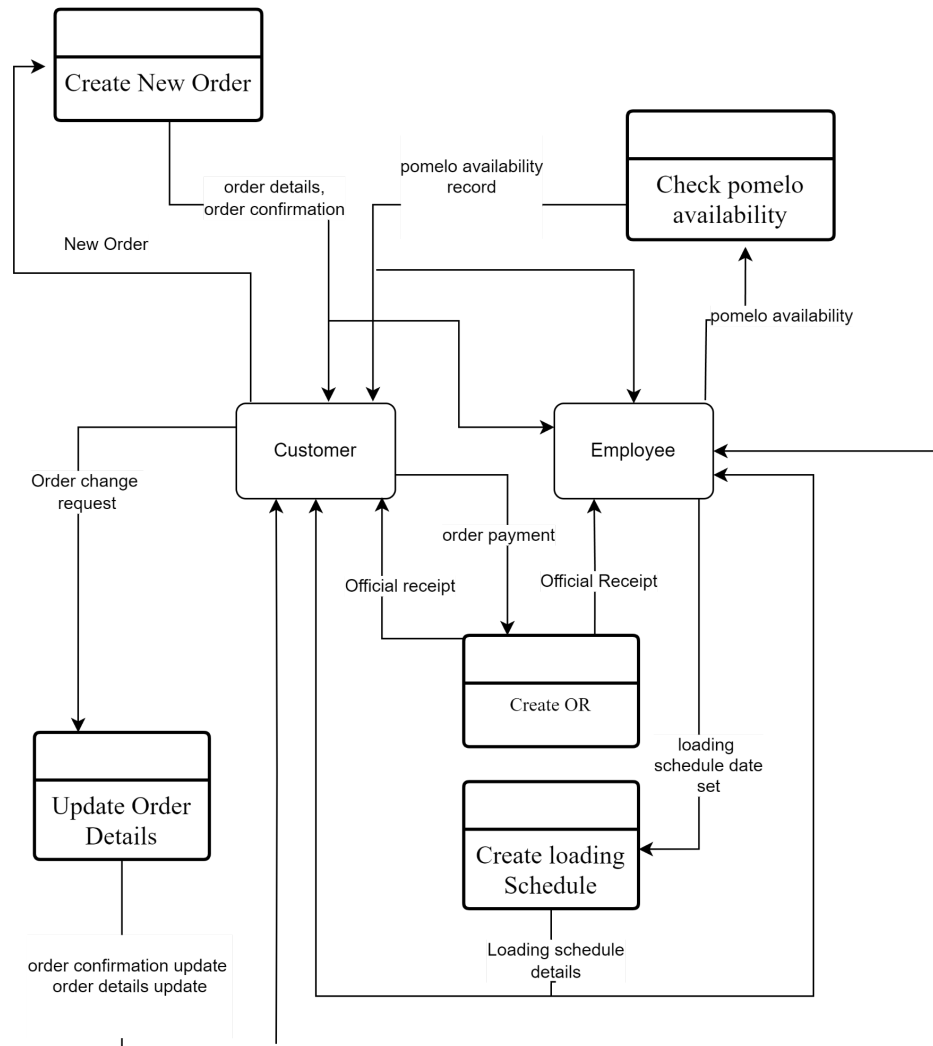 Create New Order
order details,
order confirmation
pomelo availability
record
Check pomelo
availability
New Order
pomelo availability
Customer
Employee
Order change
request
order payment
Official receipt
Official Receipt
Create OR
loading
schedule date
set
Update Order
Details
Create loading
Schedule
Loading schedule
details
order confirmation update
order details update